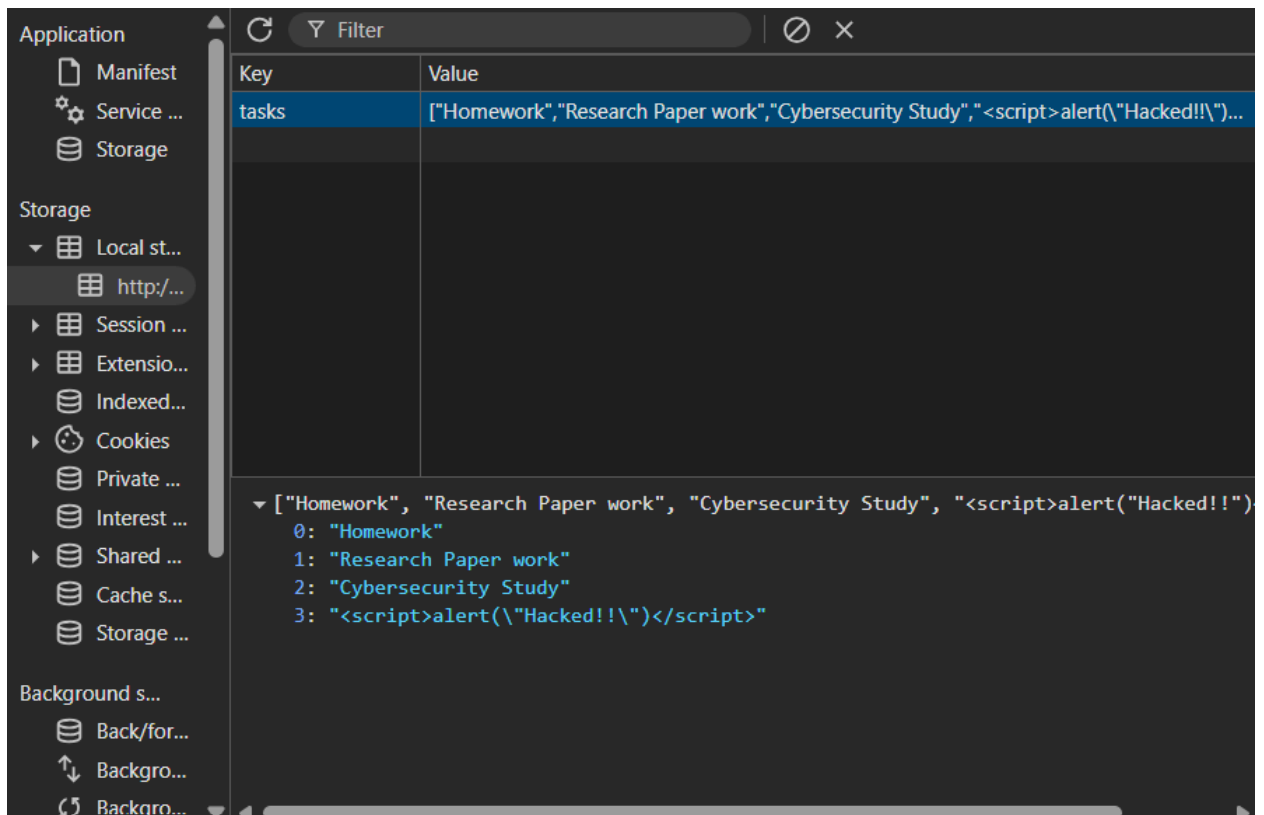 Application
Manifest
Service ...
Storage
Storage
Local st...
http:/...
Session ...
Extensio...
Indexed...
Cookies
Private ...
Interest ...
Shared ...
Cache s...
Storage ...
Background s...
Back/for...
Backgro...
Backgro...
Filter
Key Value
tasks ["Homework","Research Paper work","Cybersecurity Study","<script>alert(\"Hacked!!\")...
["Homework", "Research Paper work", "Cybersecurity Study", "<script>alert("Hacked!!")
0: "Homework"
1: "Research Paper work"
2: "Cybersecurity Study"
3: "<script>alert(\"Hacked!!\")</script>"